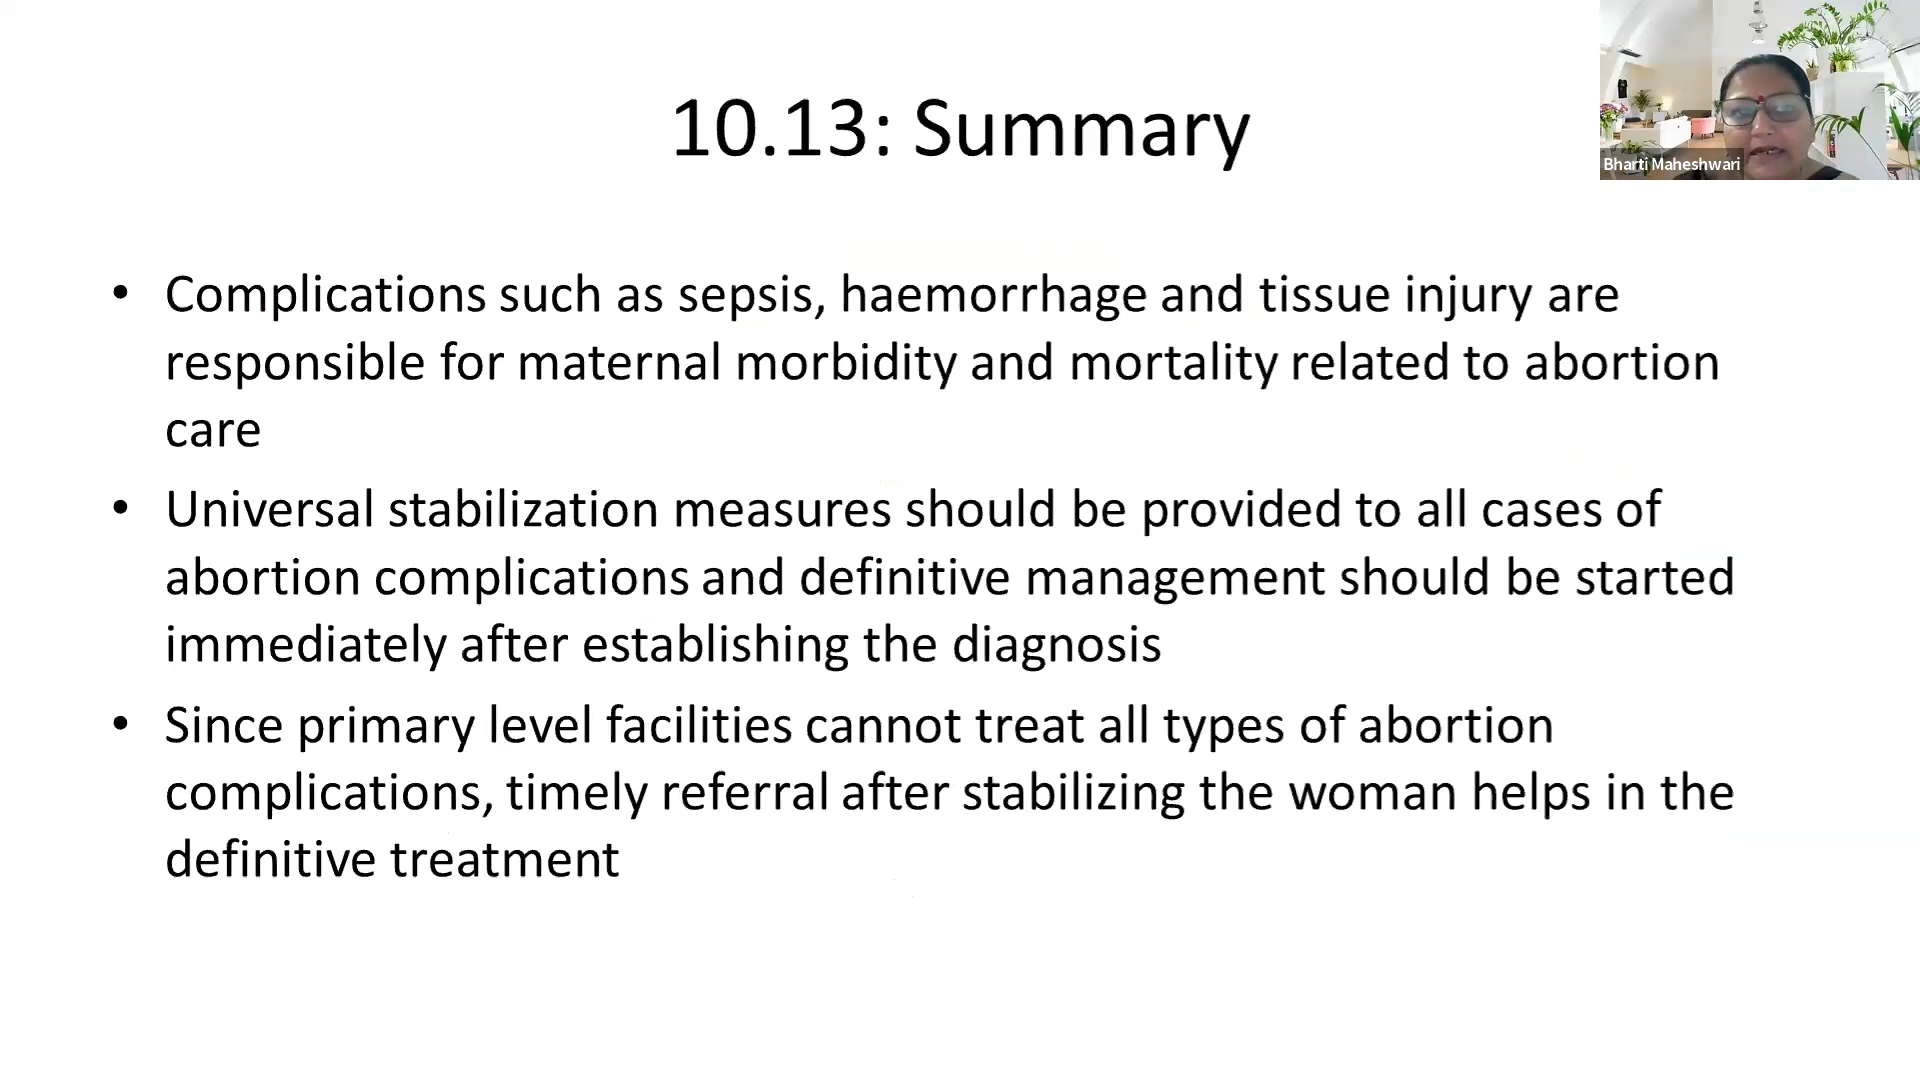 10.13: Summary
Bharti Maheshwari
• Complications such as sepsis, haemorrhage and tissue injury are
responsible for maternal morbidity and mortality related to abortion
care
• Universal stabilization measures should be provided to all cases of
abortion complications and definitive management should be started
immediately after establishing the diagnosis
• Since primary level facilities cannot treat all types of abortion
complications, timely referral after stabilizing the woman helps in the
definitive treatment